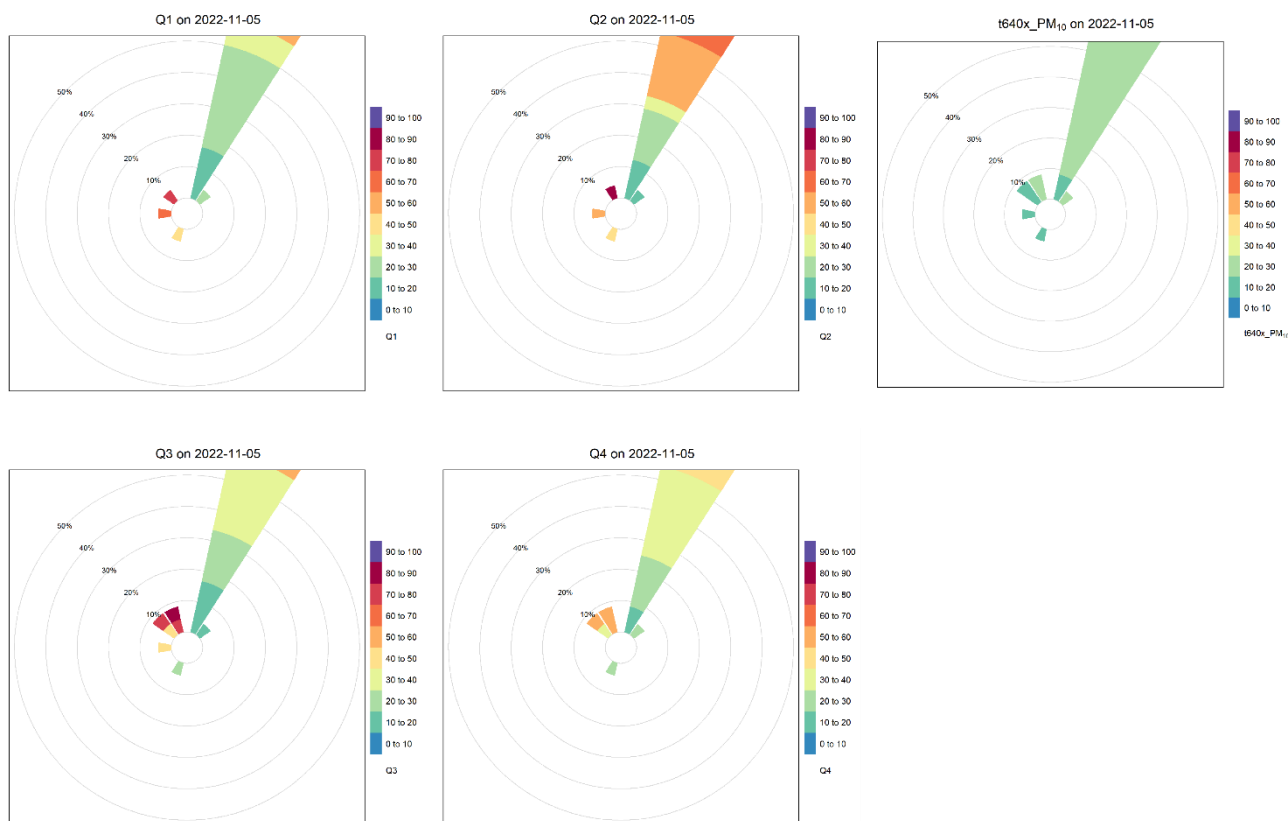 Q1 on 2022-11-05
50%
40%
30%
20%
10%
90 to 100
80 to 90
70 to 80
60 to 70
50 to 60
40 to 50
30 to 40
20 to 30
10 to 20
0 to 10
Q1
Q2 on 2022-11-05
50%
40%
30%
20%
10%
90 to 100
80 to 90
70 to 80
60 to 70
50 to 60
40 to 50
30 to 40
20 to 30
10 to 20
0 to 10
Q2
t640x_PM₁₀ on 2022-11-05
50%
40%
30%
20%
10%
90 to 100
80 to 90
70 to 80
60 to 70
50 to 60
40 to 50
30 to 40
20 to 30
10 to 20
0 to 10
t640x_PM₁₀
Q3 on 2022-11-05
50%
40%
30%
20%
10%
90 to 100
80 to 90
70 to 80
60 to 70
50 to 60
40 to 50
30 to 40
20 to 30
10 to 20
0 to 10
Q3
Q4 on 2022-11-05
50%
40%
30%
20%
10%
90 to 100
80 to 90
70 to 80
60 to 70
50 to 60
40 to 50
30 to 40
20 to 30
10 to 20
0 to 10
Q4